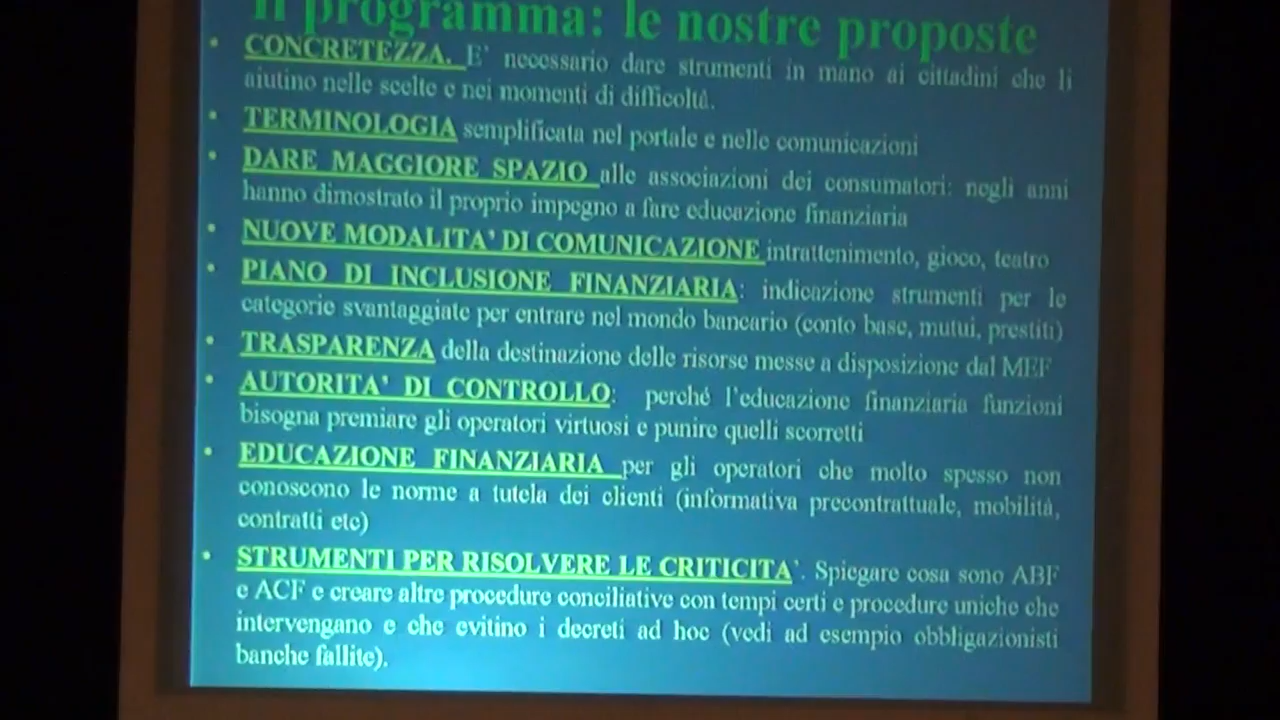 Il programma: le nostre proposte
• CONCRETEZZA. E' necessario dare strumenti in mano ai cittadini che li
aiutino nelle scelte e nei momenti di difficoltà.
• TERMINOLOGIA semplificata nel portale e nelle comunicazioni
• DARE MAGGIORE SPAZIO alle associazioni dei consumatori: negli anni
hanno dimostrato il proprio impegno a fare educazione finanziaria
• NUOVE MODALITA' DI COMUNICAZIONE intrattenimento, gioco, teatro
• PIANO DI INCLUSIONE FINANZIARIA: indicazione strumenti per le
categorie svantaggiate per entrare nel mondo bancario (conto base, mutui, prestiti)
• TRASPARENZA della destinazione delle risorse messe a disposizione dal MEF
• AUTORITA' DI CONTROLLO: perché l'educazione finanziaria funzioni
bisogna premiare gli operatori virtuosi e punire quelli scorretti
• EDUCAZIONE FINANZIARIA per gli operatori che molto spesso non
conoscono le norme a tutela dei clienti (informativa precontrattuale, mobilità,
contratti etc)
• STRUMENTI PER RISOLVERE LE CRITICITA'. Spiegare cosa sono ABF
e ACF e creare altre procedure conciliative con tempi certi e procedure uniche che
intervengano e che evitino i decreti ad hoc (vedi ad esempio obbligazionisti
banche fallite).